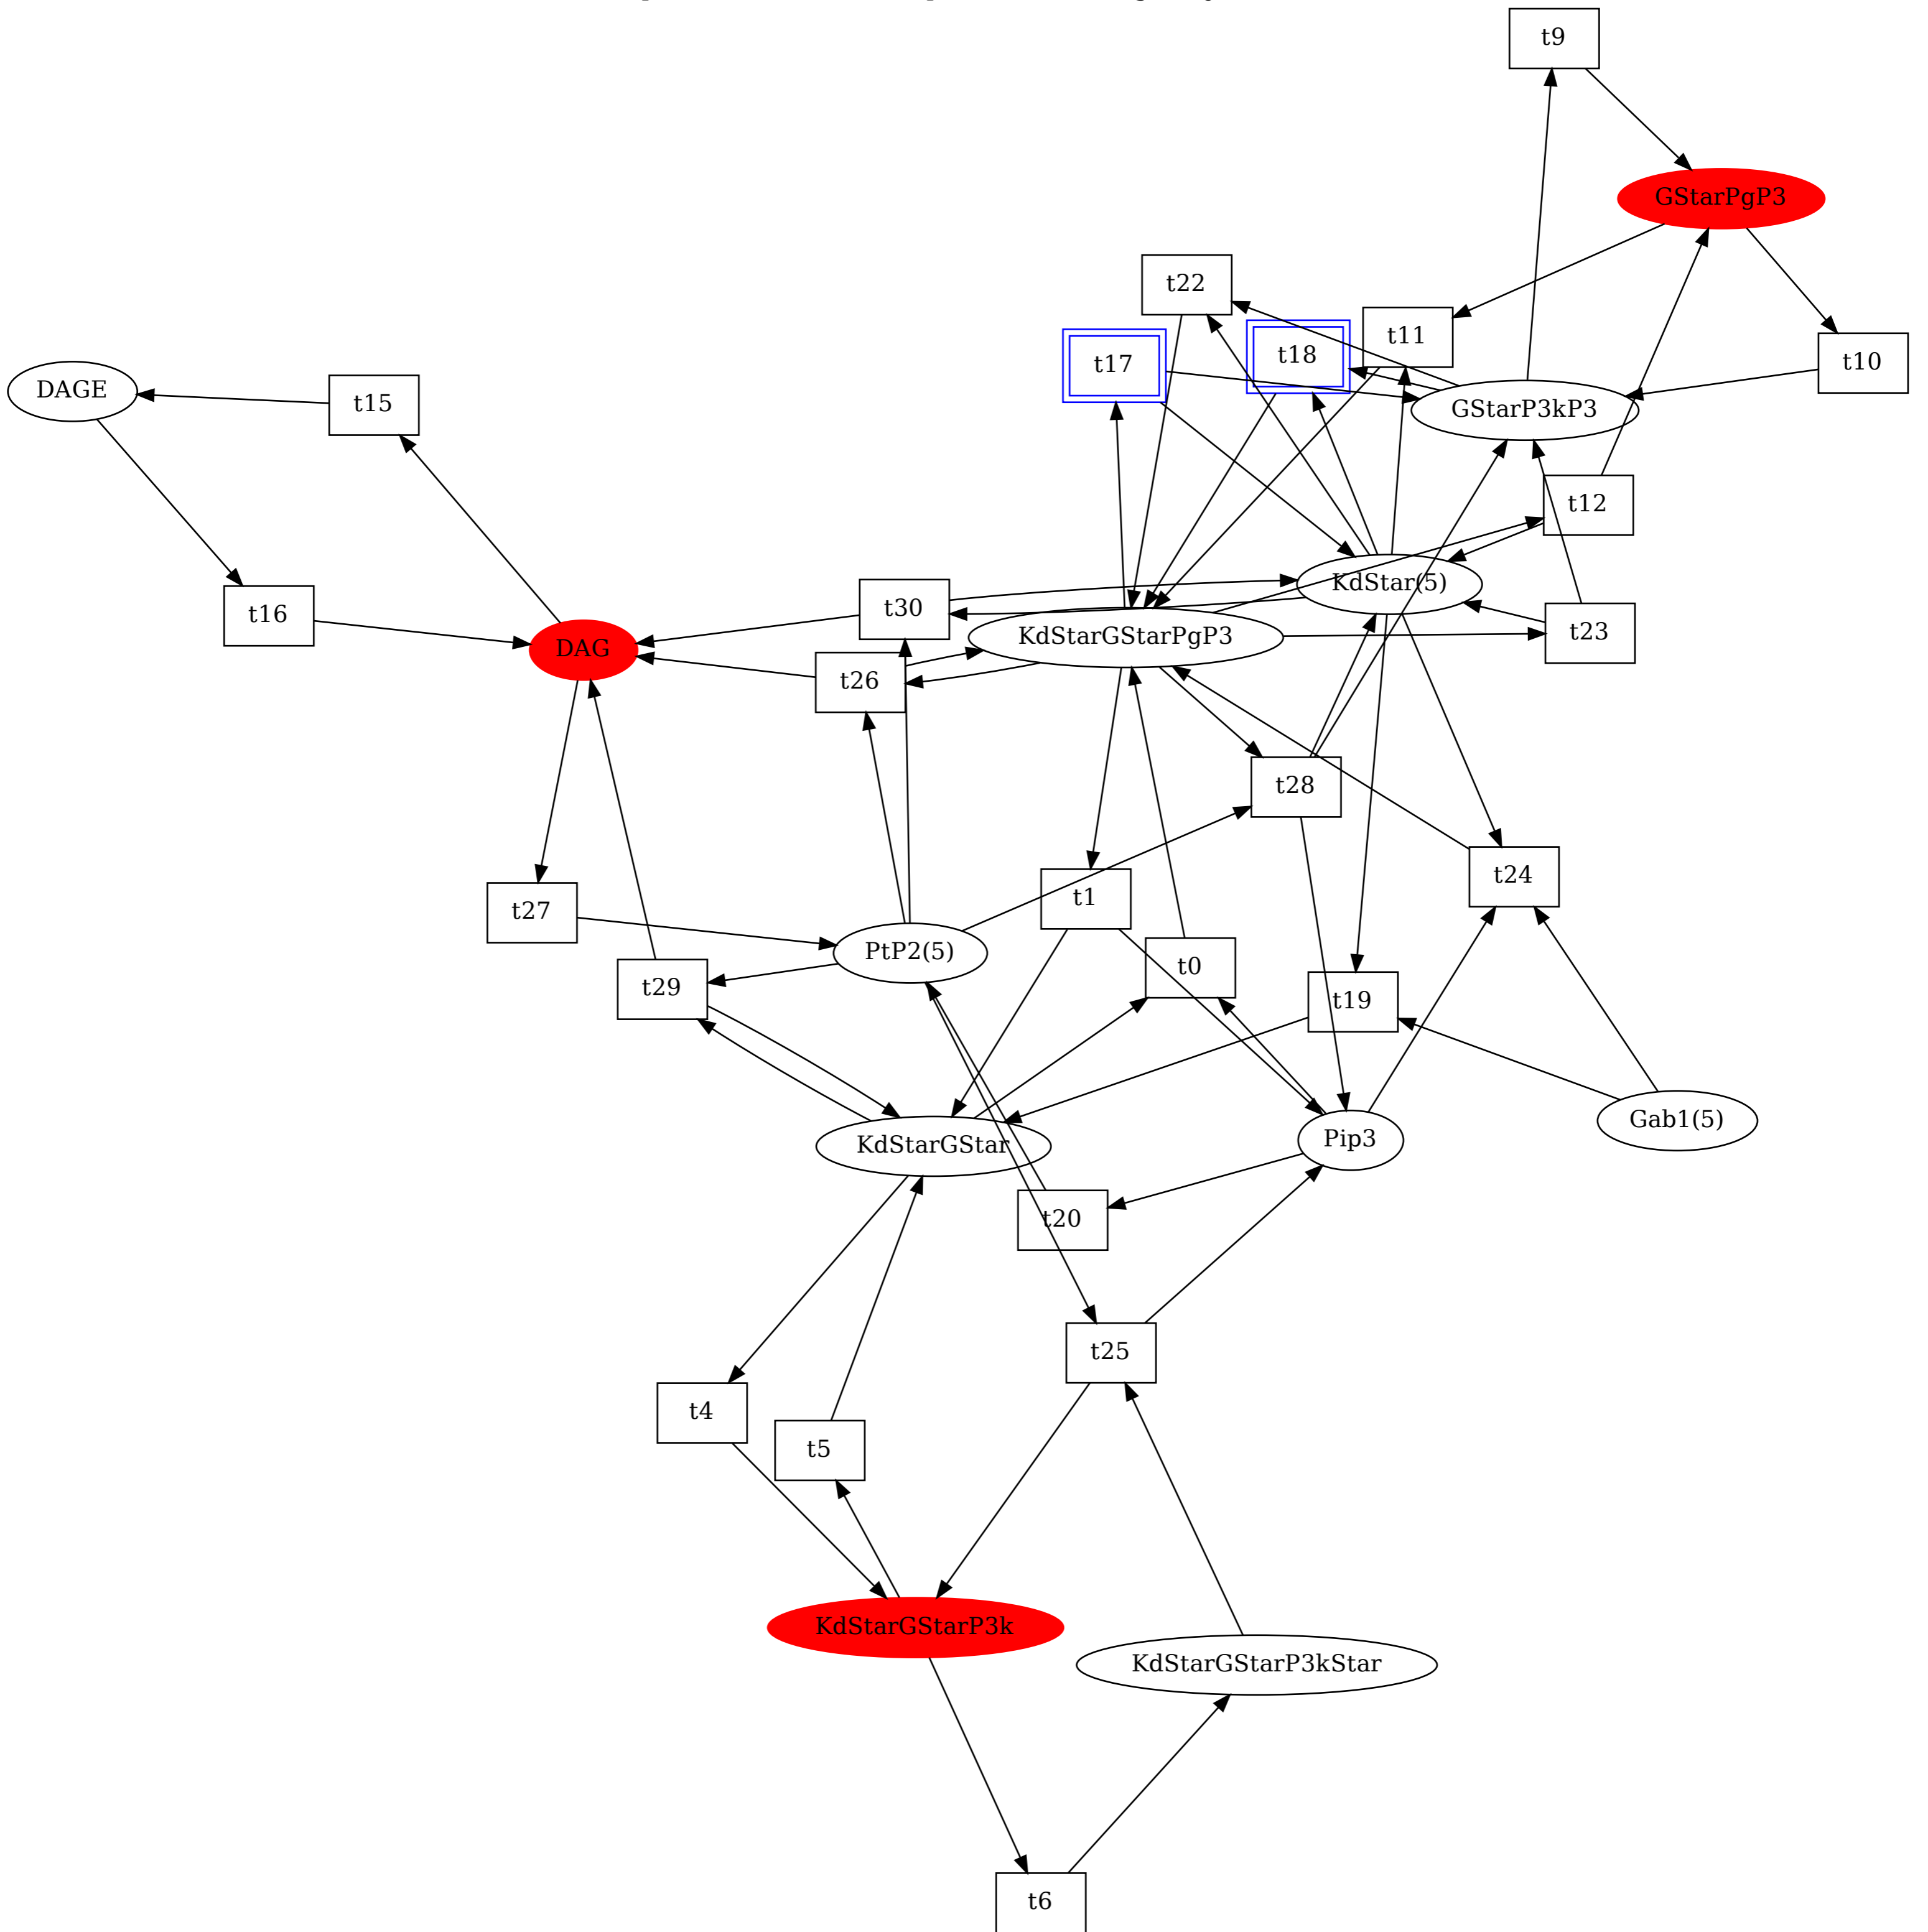 t9
GStarPgP3
t22
t11
t18
t17
t10
DAGE
t15
GStarP3kP3
t12
KdStar(5)
t30
t16
t23
KdStarGStarPgP3
DAG
t26
t28
t24
t1
t27
PtP2(5)
t0
t29
t19
Gab1(5)
Pip3
KdStarGStar
t20
t25
t4
t5
KdStarGStarP3k
KdStarGStarP3kStar
t6